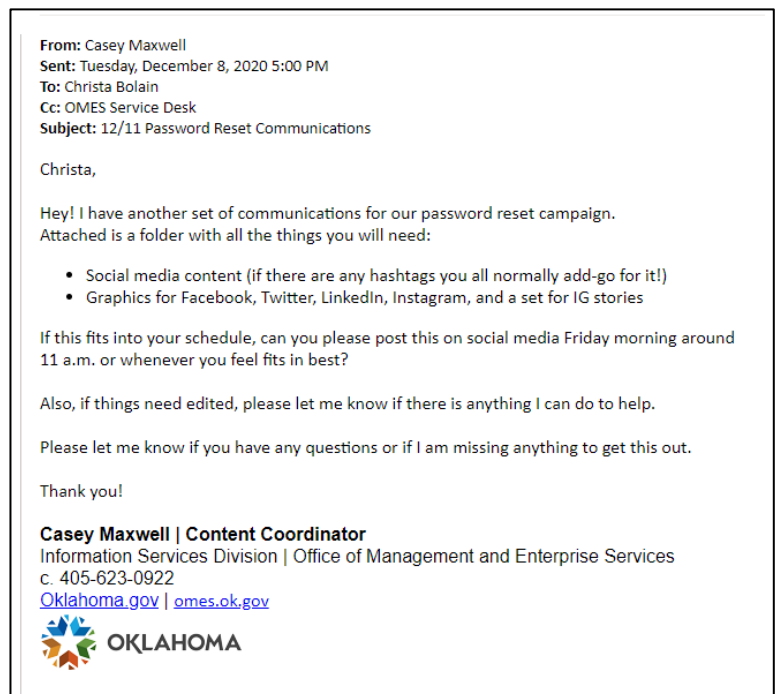 From: Casey Maxwell
Sent: Tuesday, December 8, 2020 5:00 PM
To: Christa Bolain
Cc: OMES Service Desk
Subject: 12/11 Password Reset Communications
Christa,
Hey! I have another set of communications for our password reset campaign.
Attached is a folder with all the things you will need:
• Social media content (if there are any hashtags you all normally add-go for it!)
• Graphics for Facebook, Twitter, LinkedIn, Instagram, and a set for IG stories
If this fits into your schedule, can you please post this on social media Friday morning around
11 a.m. or whenever you feel fits in best?
Also, if things need edited, please let me know if there is anything I can do to help.
Please let me know if you have any questions or if I am missing anything to get this out.
Thank you!
Casey Maxwell | Content Coordinator
Information Services Division | Office of Management and Enterprise Services
c. 405-623-0922
Oklahoma.gov | omes.ok.gov
OKLAHOMA